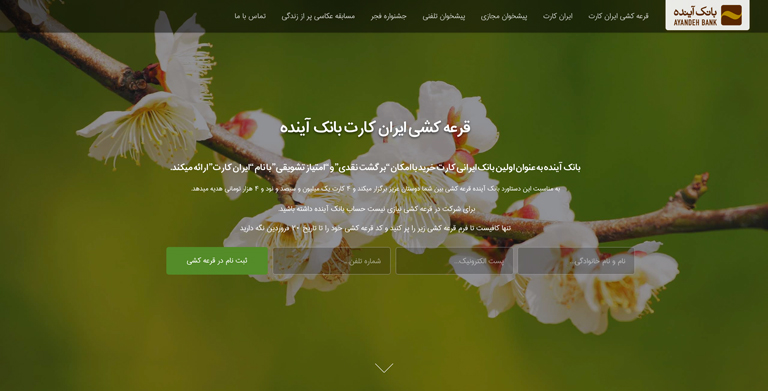 بانک آینده
AYANDEH BANK
قرعه کشی ایران کارت
ایران کارت
پیشخوان مجازی
پیشخوان تلفنی
جشنواره فجر
مسابقه عکاسی پر از زندگی
تماس با ما
قرعه کشی ایران کارت بانک آینده
بانک آینده به عنوان اولین بانک ایرانی کارت خرید با امکان "برگشت نقدی" و "امتیاز تشویقی" با نام "ایران کارت" ارائه میکند.
به مناسبت این دستاورد بانک آینده قرعه کشی بین شما دوستان عزیز برگزار میکند و ۴ کارت یک میلیون و سیصد و نود و ۴ هزار تومانی هدیه میدهد.
برای شرکت در قرعه کشی نیازی نیست حساب بانک آینده داشته باشید
تنها کافیست تا فرم قرعه کشی زیر را پر کنید و کد قرعه کشی خود را تا تاریخ ۳۰ فروردین نگه دارید
نام و نام خانوادگی...
پست الکترونیک...
شماره تلفن...
ثبت نام در قرعه کشی